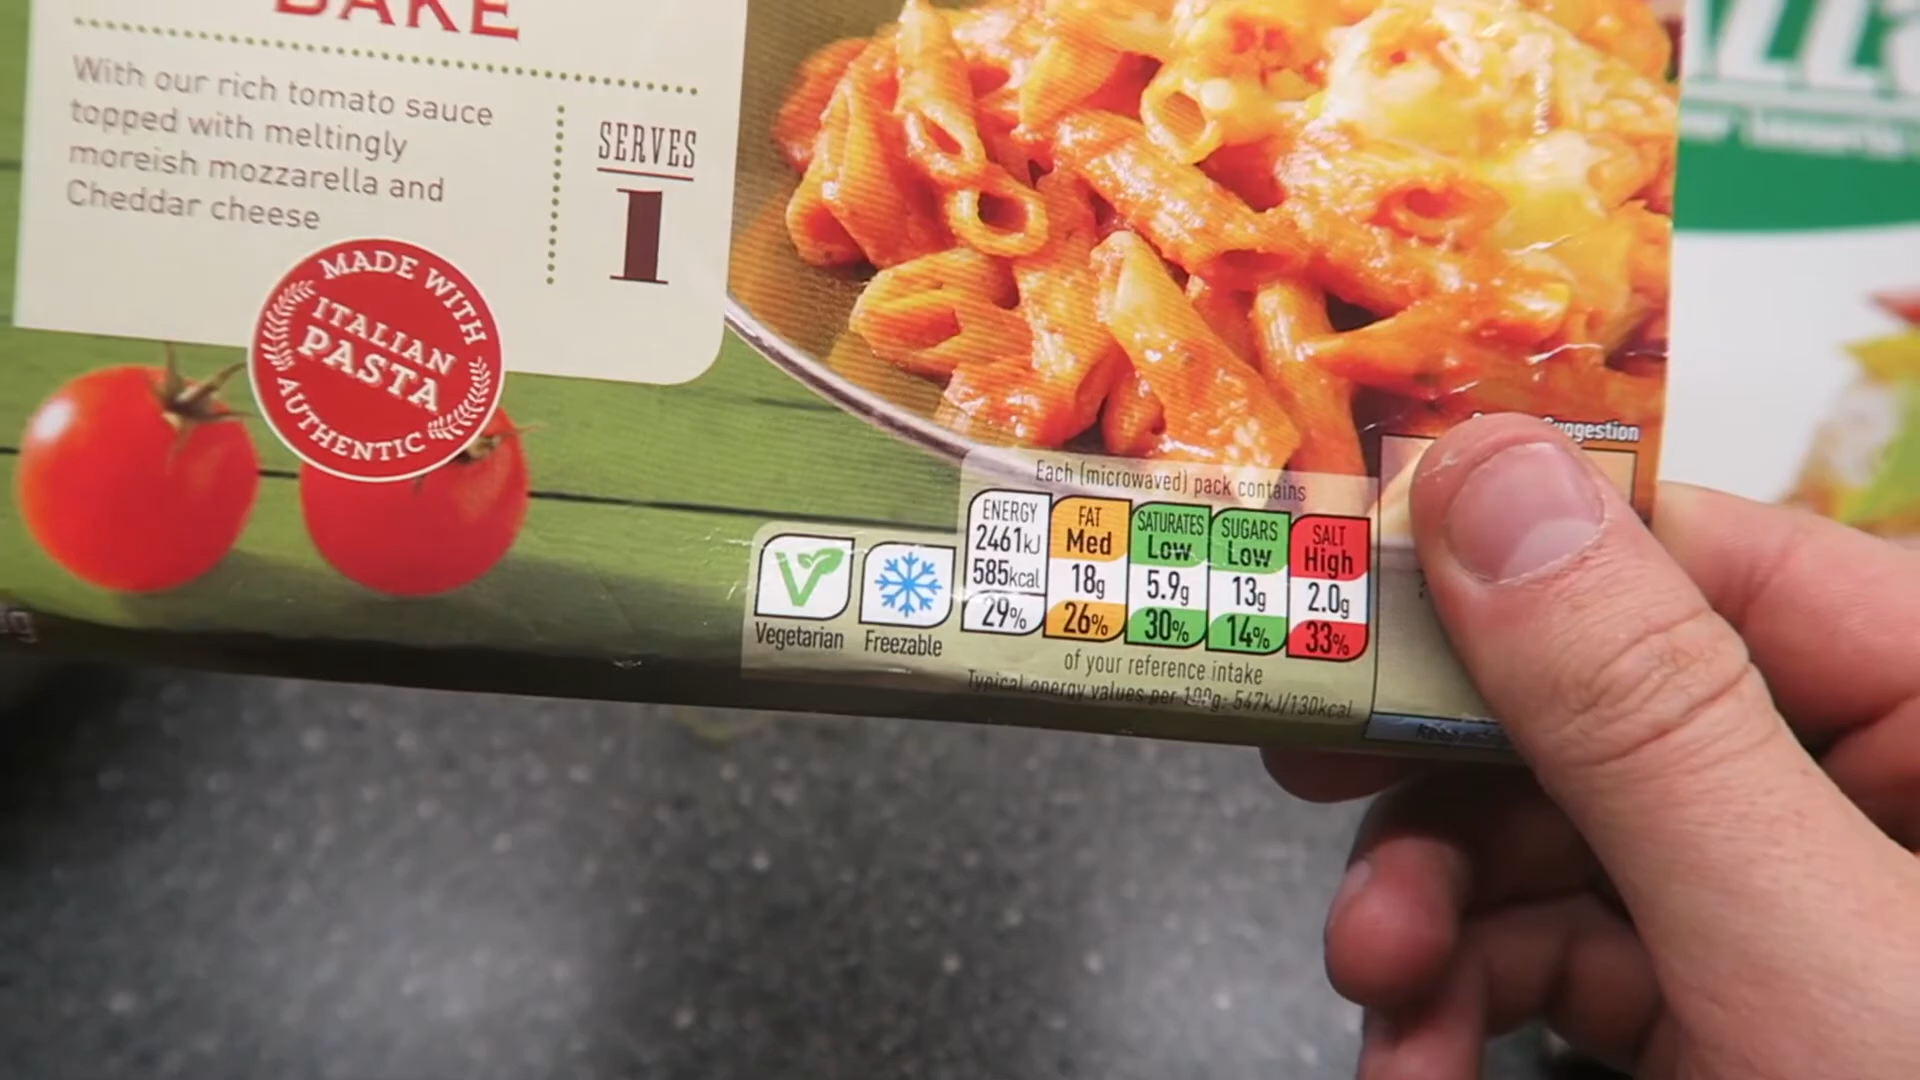 BAKE
With our rich tomato sauce
topped with meltingly
moreish mozzarella and
Cheddar cheese
SERVES
1
MADE WITH
ITALIAN
PASTA
AUTHENTIC
Each (microwaved) pack contains
ENERGY
2461kJ
585kcal
29%
FAT
Med
18g
26%
SATURATES
Low
5.9g
30%
SUGARS
Low
13g
14%
SALT
High
2.0g
33%
of your reference intake
Typical energy values per 100g: 547kJ/130kcal
Vegetarian
Freezable